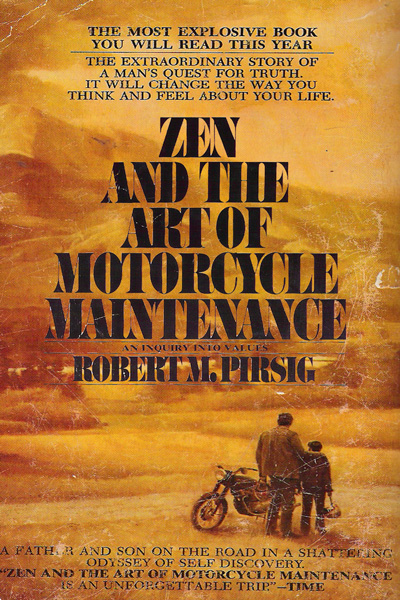 THE MOST EXPLOSIVE BOOK
YOU WILL READ THIS YEAR
THE EXTRAORDINARY STORY OF
A MAN'S QUEST FOR TRUTH.
IT WILL CHANGE THE WAY YOU
THINK AND FEEL ABOUT YOUR LIFE.
ZEN
AND THE
ART OF
MOTORCYCLE
MAINTENANCE
AN INQUIRY INTO VALUES
ROBERT M. PIRSIG
A FATHER AND SON ON THE ROAD IN A SHATTERING
ODYSSEY OF SELF DISCOVERY.
"ZEN AND THE ART OF MOTORCYCLE MAINTENANCE
IS AN UNFORGETTABLE TRIP"—TIME